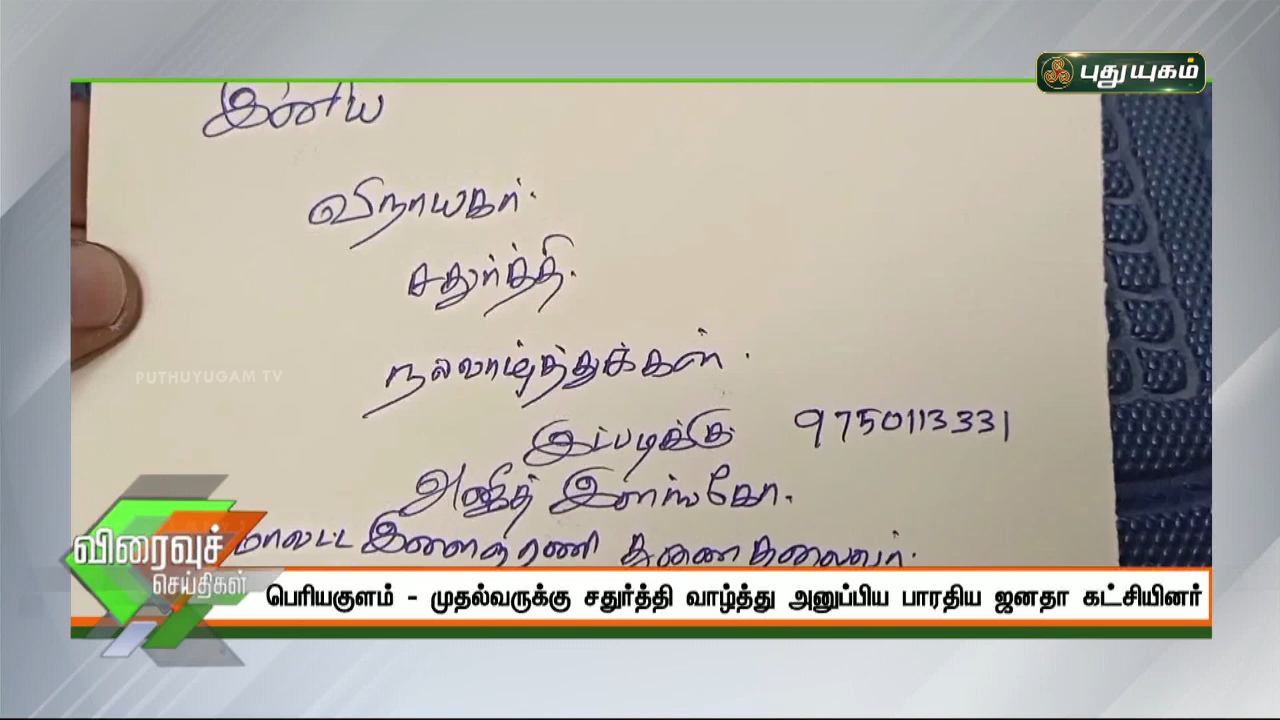 புதுயுகம்
இனிய
விநாயகர்.
சதுர்த்தி.
நல்வாழ்த்துக்கள்.
PUTHUYUGAM TV
இப்படிக்கு 9750113331
அஜித் இளங்கோ.
மாவட்ட இளைஞரணி துணை தலைவர்.
விரைவுச்
செய்திகள்
பெரியகுளம் - முதல்வருக்கு சதுர்த்தி வாழ்த்து அனுப்பிய பாரதிய ஜனதா கட்சியினர்